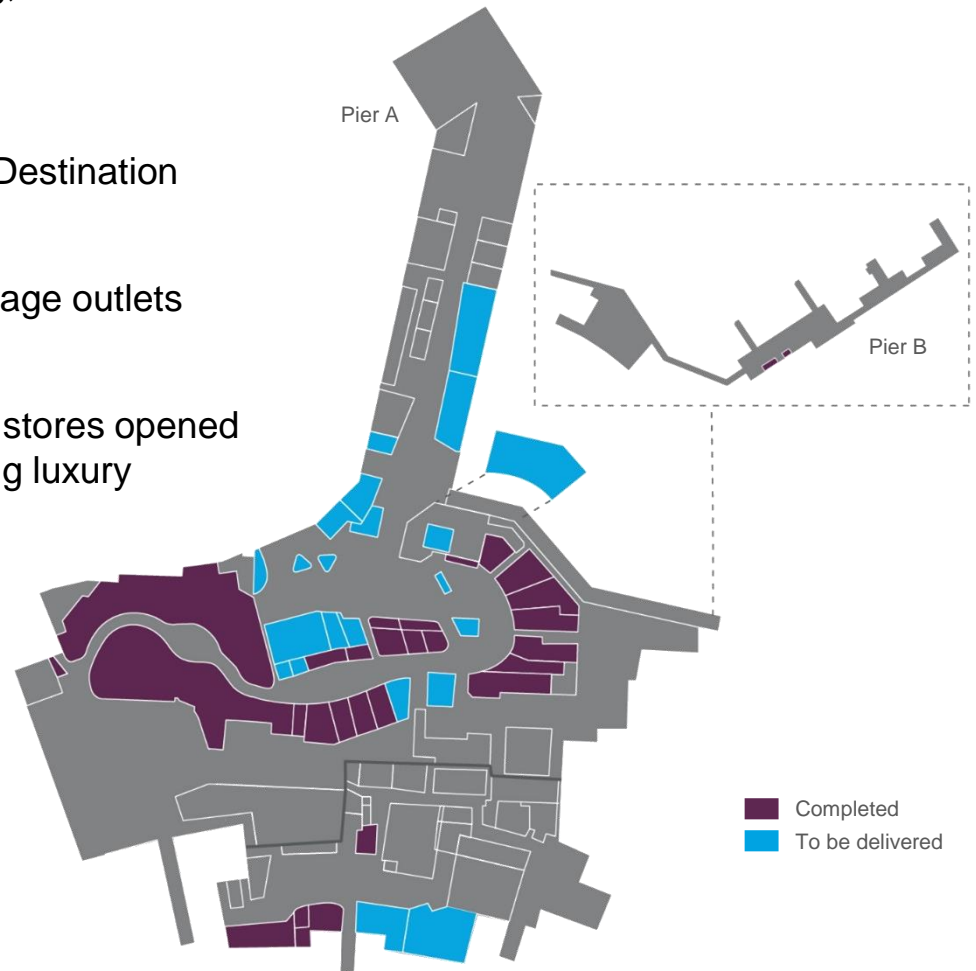 Pier A
Destination
age outlets
Pier B
stores opened
g luxury
Completed
To be delivered